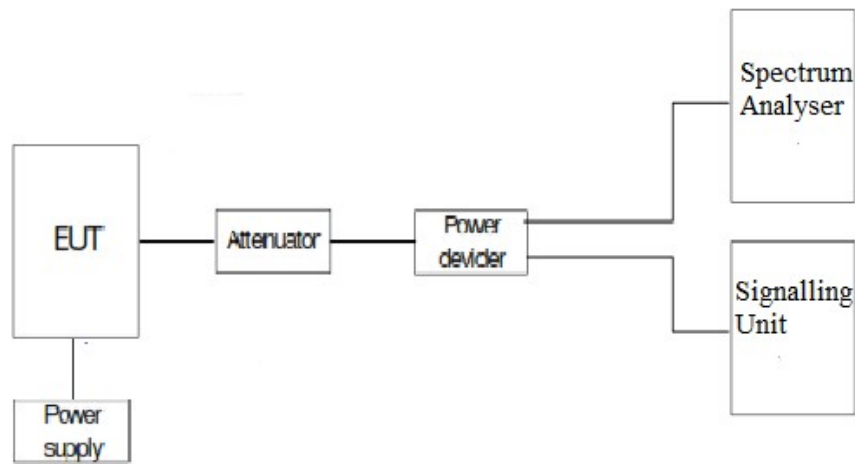 Spectrum
Analyser
EUT
Attenuator
Power
devider
Signalling
Unit
Power
supply